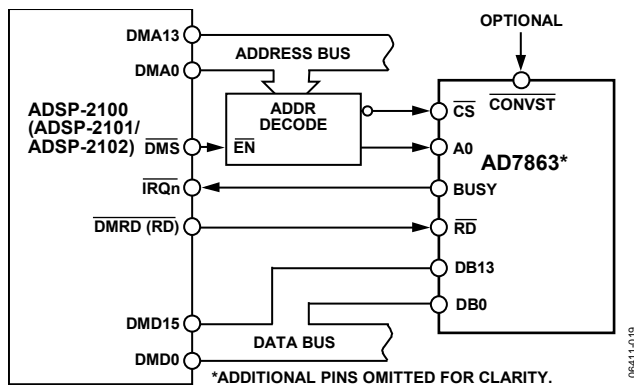 OPTIONAL
DMA13
ADDRESS BUS
DMA0
ADSP-2100
(ADSP-2101/
ADSP-2102)
ADDR
DECODE
DMS
EN
CONVST
CS
A0
AD7863*
IRQn
BUSY
DMRD (RD)
RD
DB13
DB0
DMD15
DATA BUS
DMD0
*ADDITIONAL PINS OMITTED FOR CLARITY.
06411-019